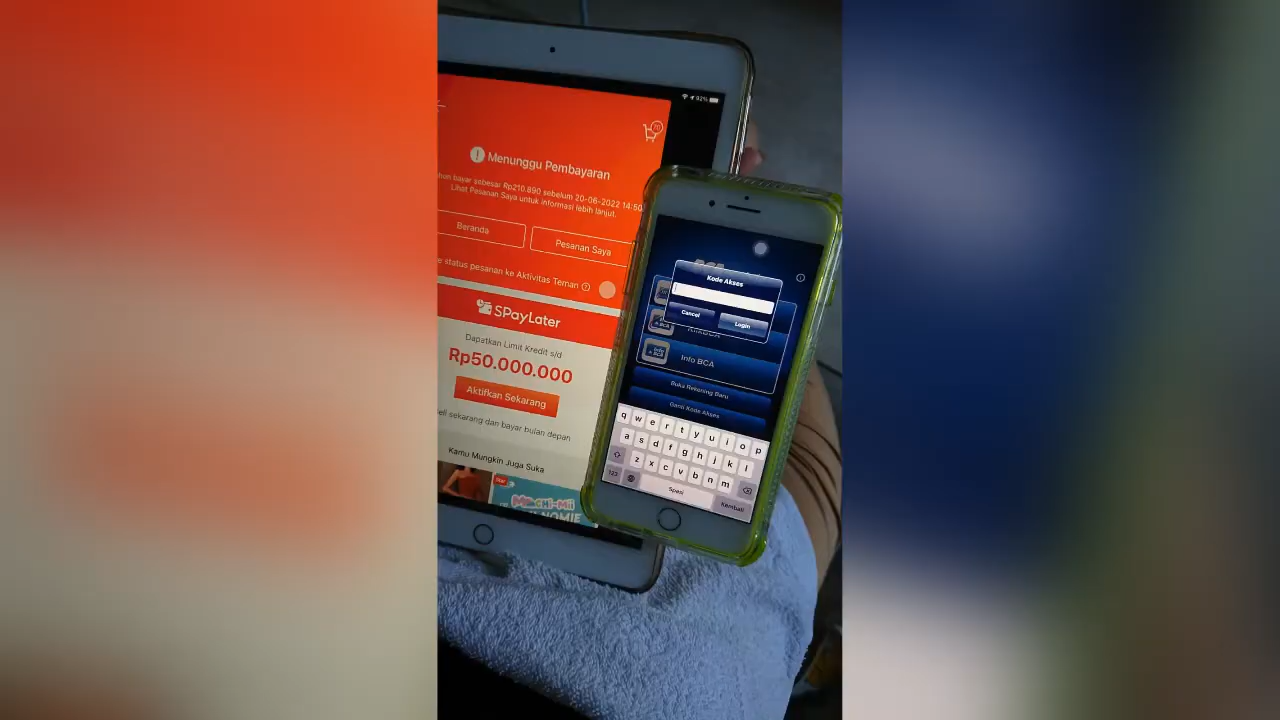 92%
70
Menunggu Pembayaran
bayar sebesar Rp210.890 sebelum 20-06-2022 14:50
Lihat Pesanan Saya untuk informasi lebih lanjut.
Beranda
Pesanan Saya
status pesanan ke Aktivitas Teman
SPayLater
Dapatkan Limit Kredit s/d
Rp50.000.000
Aktifkan Sekarang
sekarang dan bayar bulan depan
Kamu Mungkin Juga Suka
Star
Kode Akses
Cancel
Login
Info BCA
Buka Rekening Baru
Ganti Kode Akses
q w e r t y u i o p
a s d f g h j k l
z x c v b n m
123
Spasi
Kembali